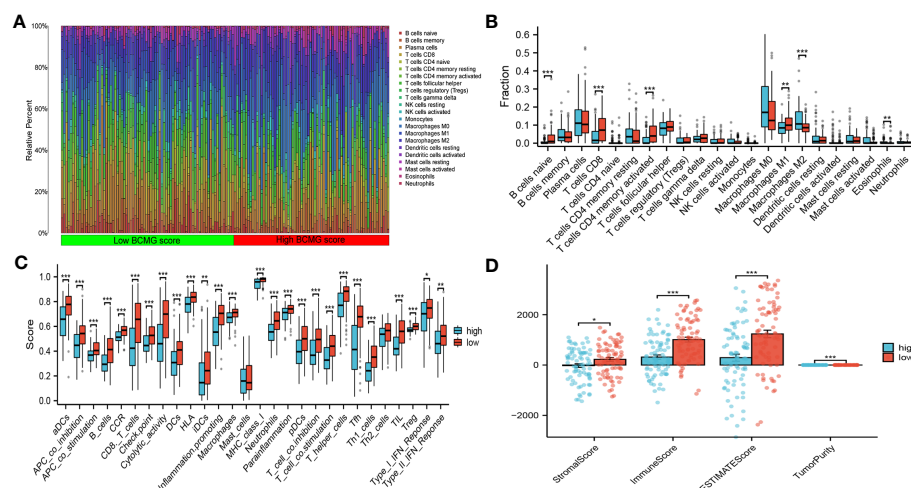 A
100%
80%
60%
40%
20%
0%
Relative Percent
Low BCMG score
High BCMG score
B cells naive
B cells memory
Plasma cells
T cells CD8
T cells CD4 naive
T cells CD4 memory resting
T cells CD4 memory activated
T cells follicular helper
T cells regulatory (Tregs)
T cells gamma delta
NK cells resting
NK cells activated
Monocytes
Macrophages M0
Macrophages M1
Macrophages M2
Dendritic cells resting
Dendritic cells activated
Mast cells resting
Mast cells activated
Eosinophils
Neutrophils
B
Fraction
0.6
0.5
0.4
0.3
0.2
0.1
0.0
***
***
***
**
***
**
B cells naive
B cells memory
Plasma cells
T cells CD8
T cells CD4 naive
T cells CD4 memory resting
T cells CD4 memory activated
T cells follicular helper
T cells regulatory (Tregs)
T cells gamma delta
NK cells resting
NK cells activated
Monocytes
Macrophages M0
Macrophages M1
Macrophages M2
Dendritic cells resting
Dendritic cells activated
Mast cells resting
Mast cells activated
Eosinophils
Neutrophils
C
Score
1.0
0.8
0.6
0.4
0.2
0.0
*** *** *** *** ** *** *** *** *** *** ** *** *** *** *** *** *** *** *** *** *** *** *** *** * **
high
low
aDCs
APC_co_inhibition
APC_co_stimulation
B_cells
CCR
CD8_T_cells
Check.point
Cytolytic_activity
DCs
HLA
iDCs
Inflammation.promoting
Macrophages
Mast_cells
MHC_class_I
Neutrophils
Parainflammation
pDCs
T_cell_co.inhibition
T_cell_co.stimulation
T_helper_cells
Tfh
Th1_cells
Th2_cells
TIL
Treg
Type_I_IFN_Reponse
Type_II_IFN_Reponse
D
2000
0
−2000
*
***
***
***
high
low
StromalScore
ImmuneScore
ESTIMATEScore
TumorPurity